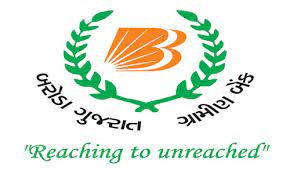 બરોડા ગુજરાત ગ્રામીણ બેંક
"Reaching to unreached"